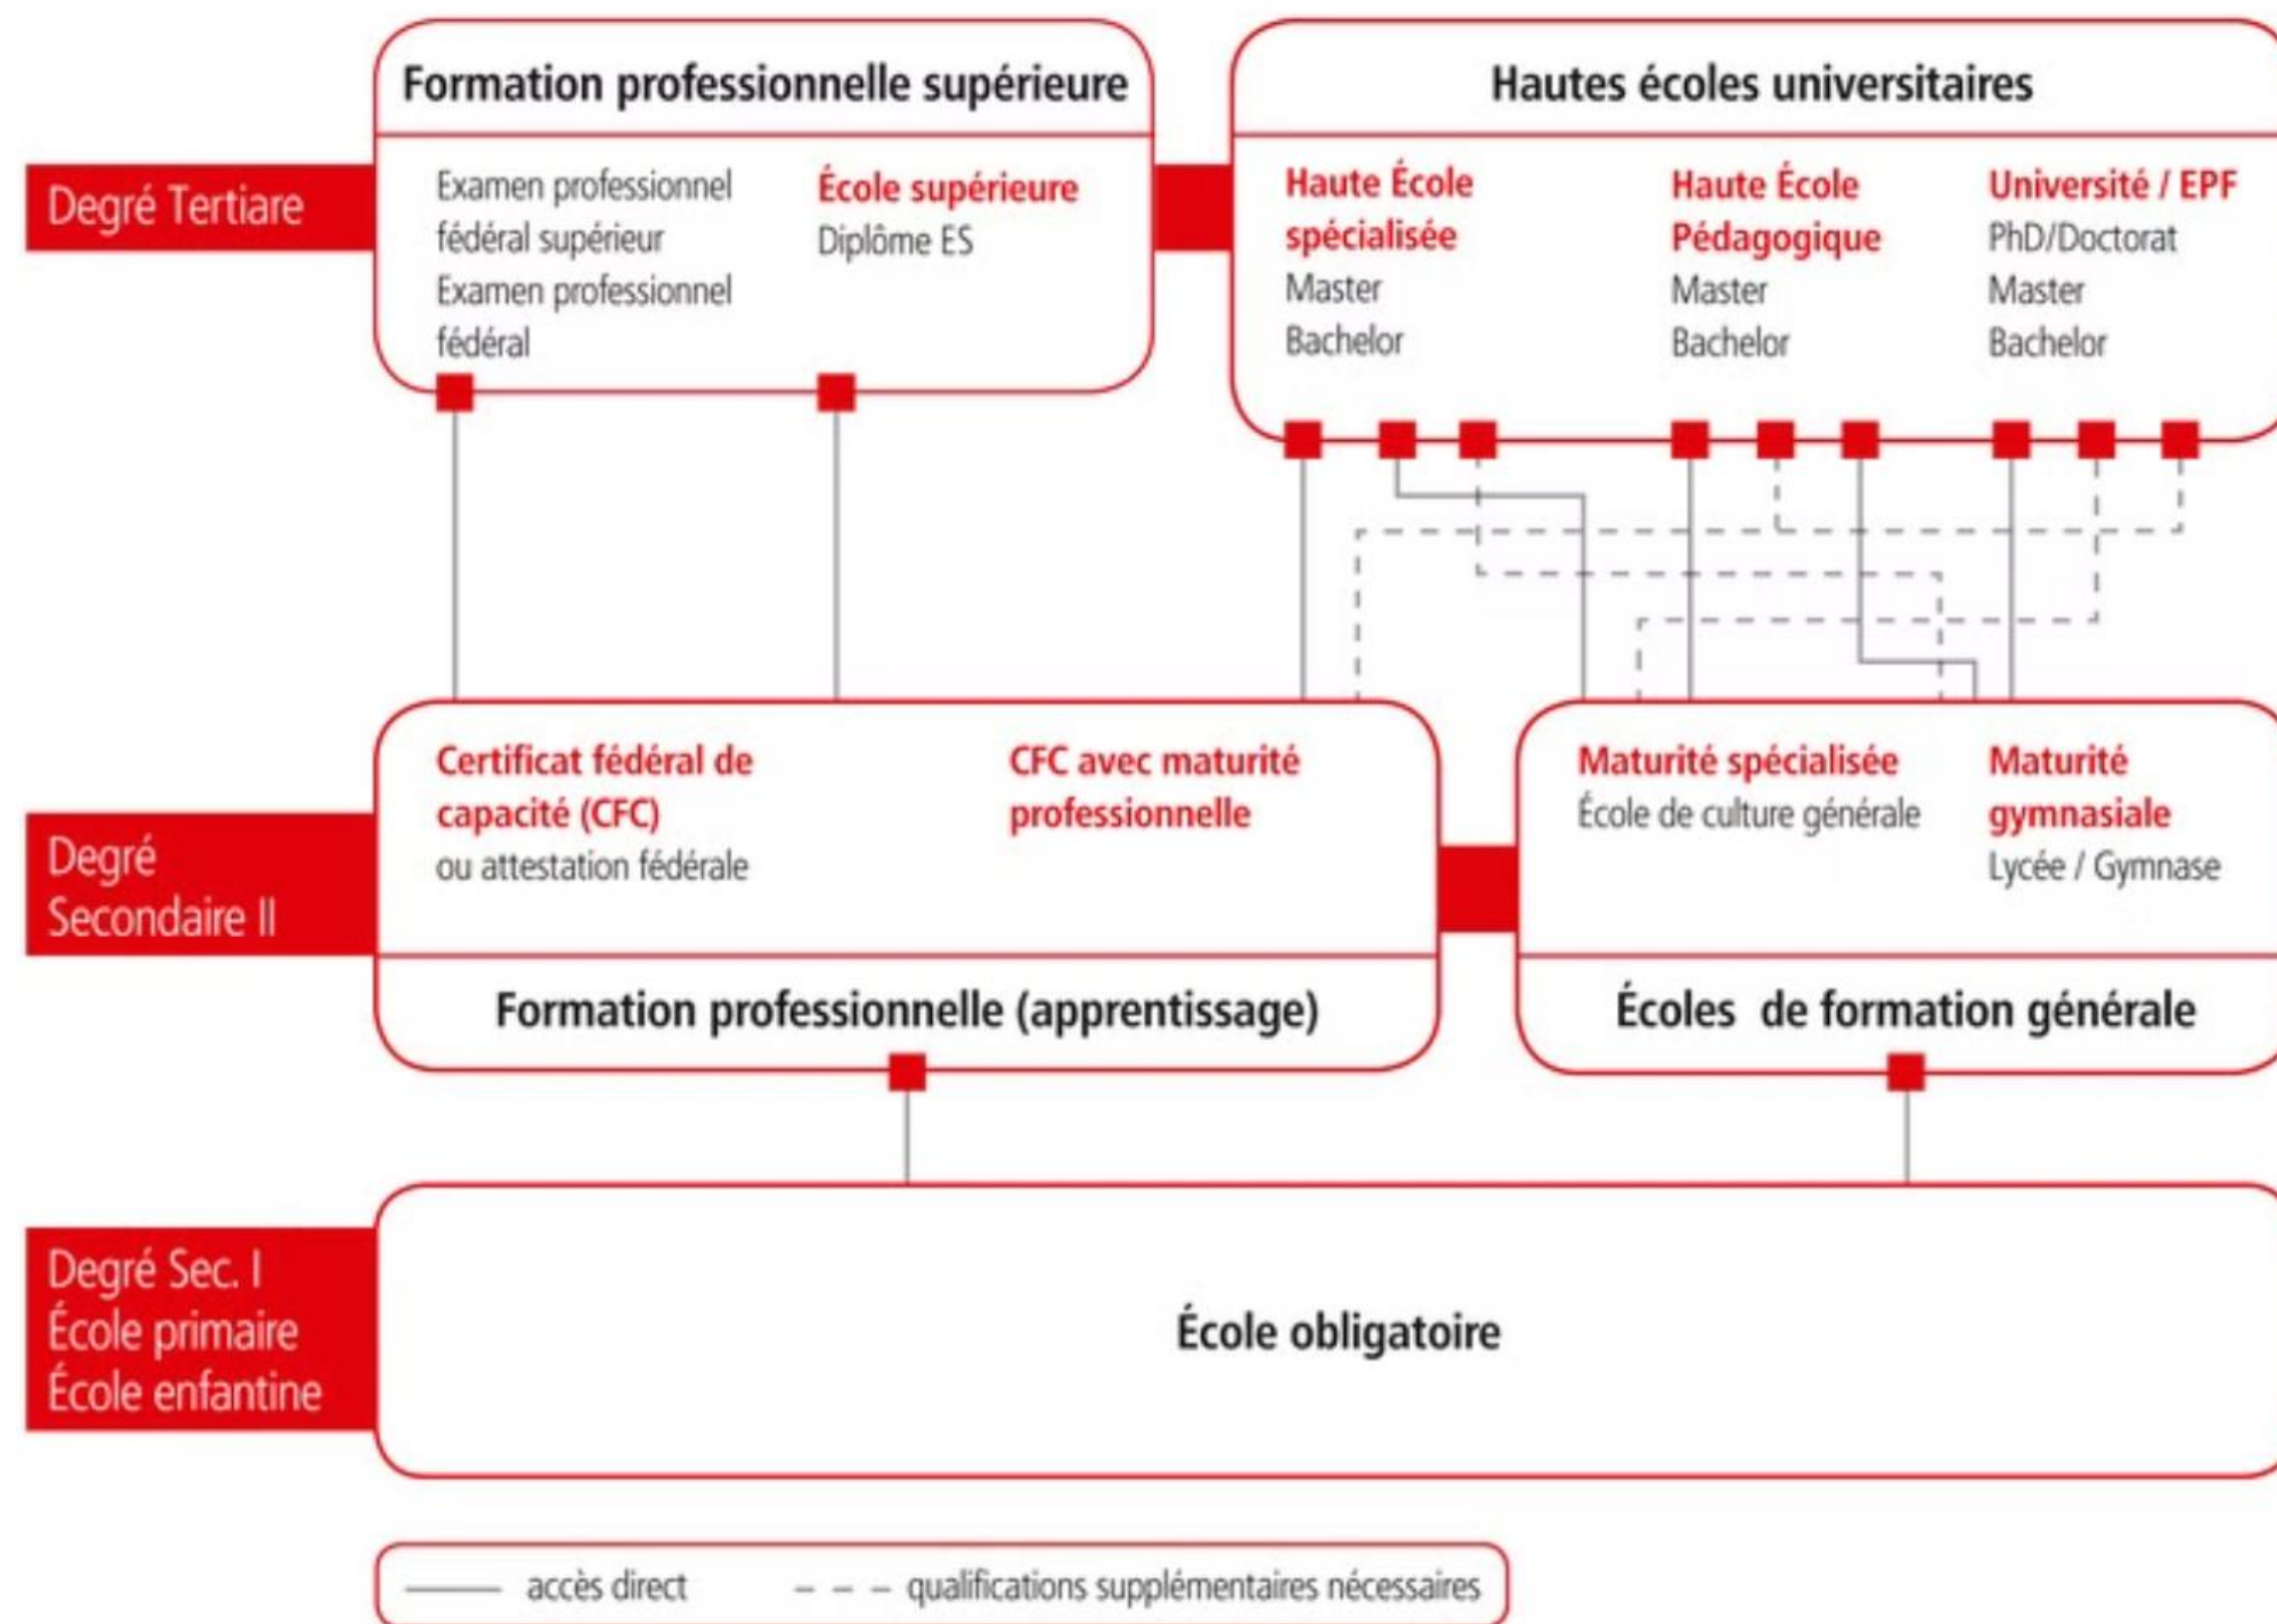 Formation professionnelle supérieure
Hautes écoles universitaires
Degré Tertiare
Examen professionnel
fédéral supérieur
Examen professionnel
fédéral
École supérieure
Diplôme ES
Haute École
spécialisée
Master
Bachelor
Haute École
Pédagogique
Master
Bachelor
Université / EPF
PhD/Doctorat
Master
Bachelor
Degré
Secondaire II
Certificat fédéral de
capacité (CFC)
ou attestation fédérale
CFC avec maturité
professionnelle
Formation professionnelle (apprentissage)
Maturité spécialisée
École de culture générale
Maturité
gymnasiale
Lycée / Gymnase
Écoles de formation générale
Degré Sec. I
École primaire
École enfantine
École obligatoire
accès direct
qualifications supplémentaires nécessaires